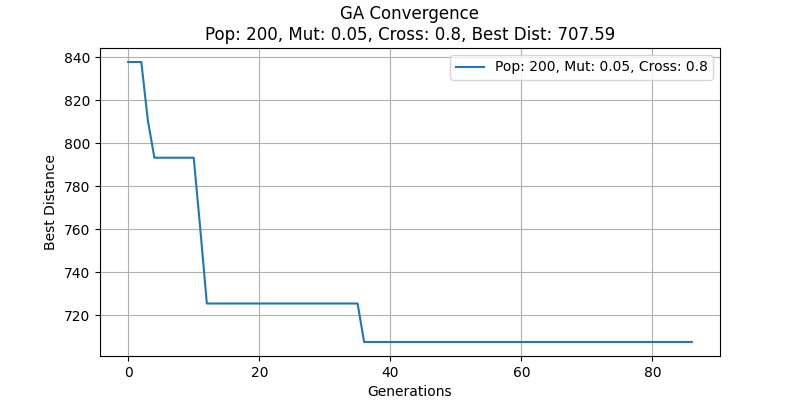 GA Convergence
Pop: 200, Mut: 0.05, Cross: 0.8, Best Dist: 707.59
Pop: 200, Mut: 0.05, Cross: 0.8
Best Distance
840
820
800
780
760
740
720
0 20 40 60 80
Generations